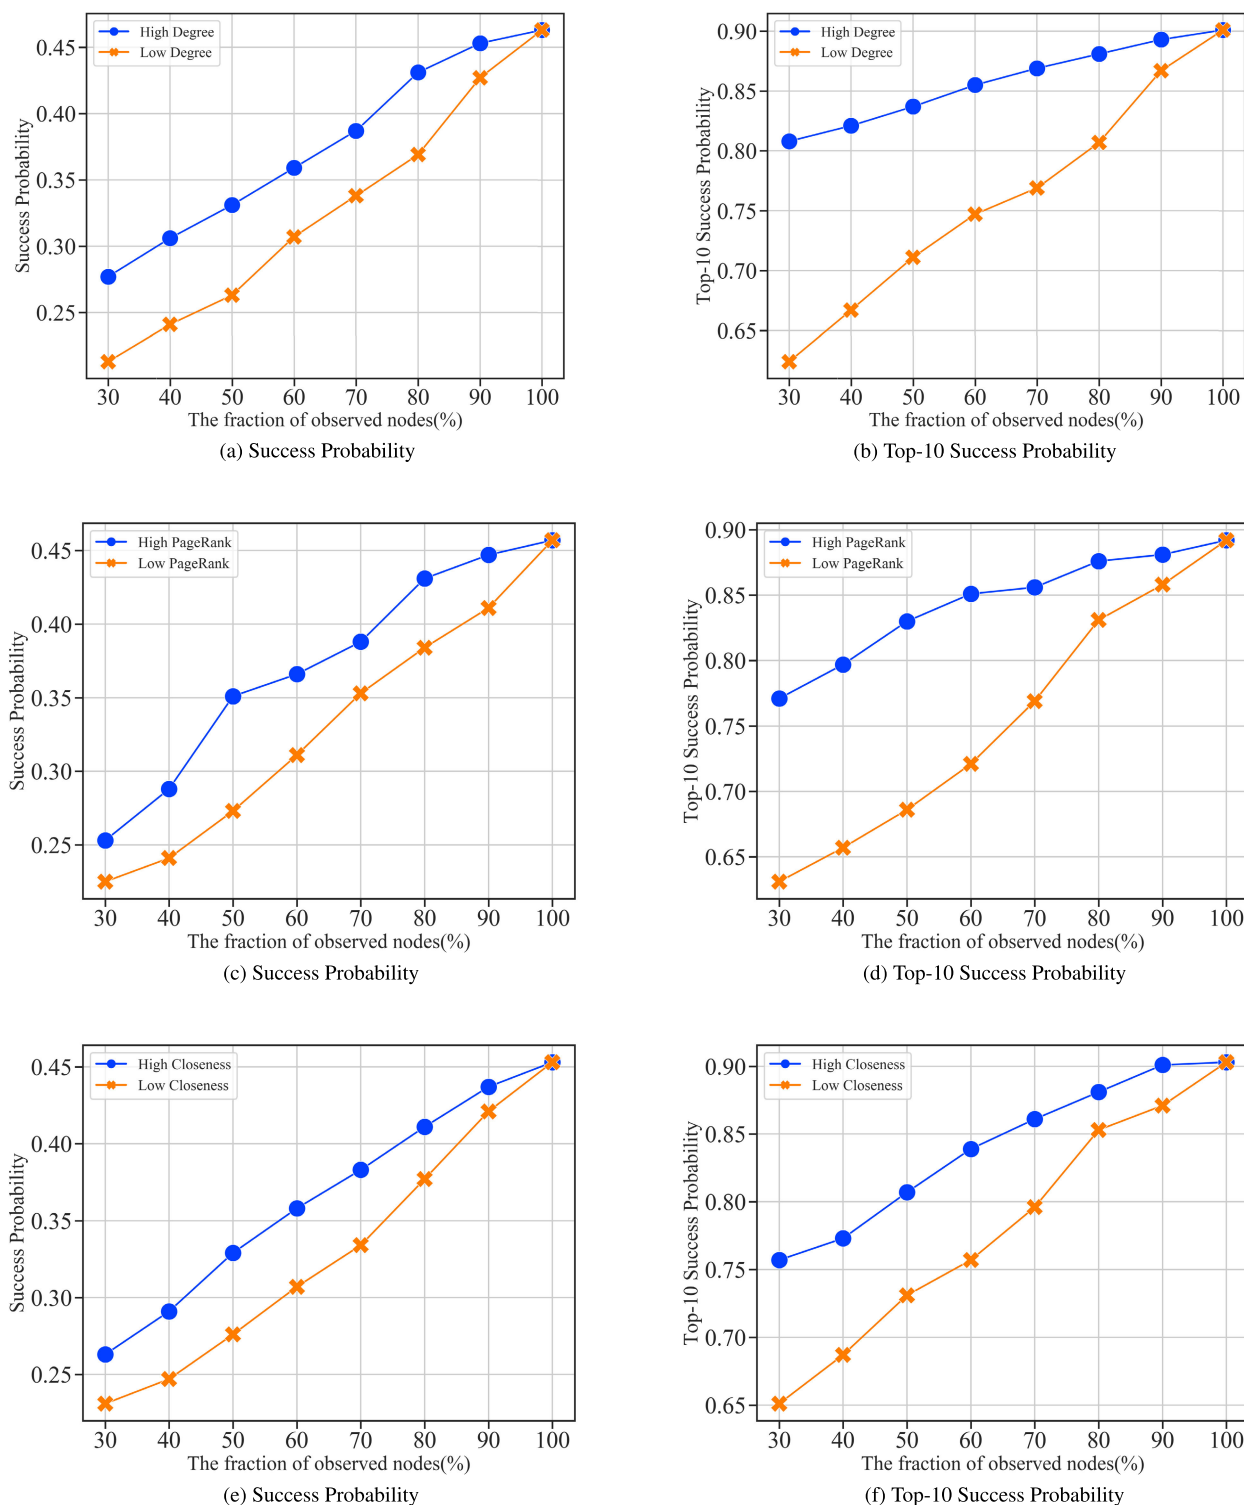 High Degree
Low Degree
0.45
0.40
0.35
0.30
0.25
Success Probability
30 40 50 60 70 80 90 100
The fraction of observed nodes(%)
(a) Success Probability
High Degree
Low Degree
0.90
0.85
0.80
0.75
0.70
0.65
Top-10 Success Probability
30 40 50 60 70 80 90 100
The fraction of observed nodes(%)
(b) Top-10 Success Probability
High PageRank
Low PageRank
0.45
0.40
0.35
0.30
0.25
Success Probability
30 40 50 60 70 80 90 100
The fraction of observed nodes(%)
(c) Success Probability
High PageRank
Low PageRank
0.90
0.85
0.80
0.75
0.70
0.65
Top-10 Success Probability
30 40 50 60 70 80 90 100
The fraction of observed nodes(%)
(d) Top-10 Success Probability
High Closeness
Low Closeness
0.45
0.40
0.35
0.30
0.25
Success Probability
30 40 50 60 70 80 90 100
The fraction of observed nodes(%)
(e) Success Probability
High Closeness
Low Closeness
0.90
0.85
0.80
0.75
0.70
0.65
Top-10 Success Probability
30 40 50 60 70 80 90 100
The fraction of observed nodes(%)
(f) Top-10 Success Probability